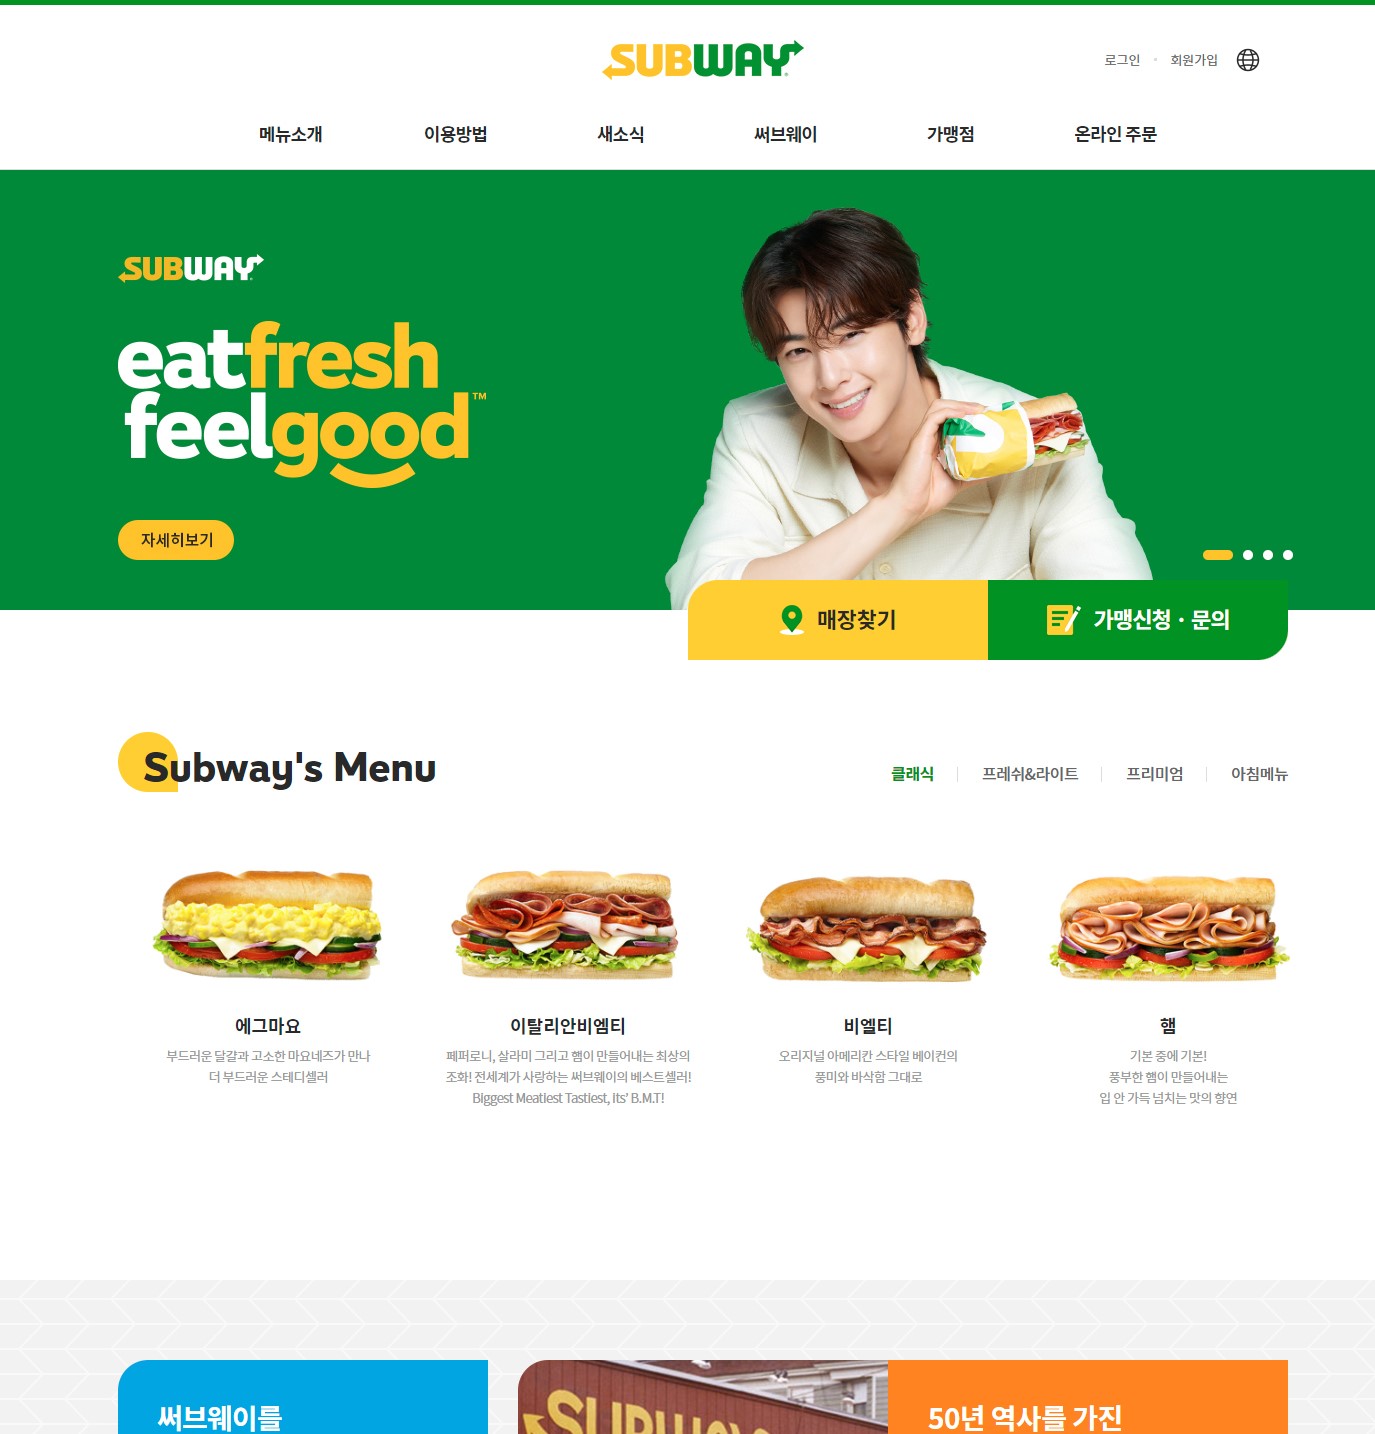 SUBWAY
로그인
회원가입
메뉴소개
이용방법
새소식
써브웨이
가맹점
온라인 주문
SUBWAY
eatfresh
feelgood™
자세히보기
매장찾기
가맹신청 · 문의
Subway's Menu
클래식
프레쉬&라이트
프리미엄
아침메뉴
에그마요
부드러운 달걀과 고소한 마요네즈가 만나
더 부드러운 스테디셀러
이탈리안비엠티
페퍼로니, 살라미 그리고 햄이 만들어내는 최상의
조화! 전세계가 사랑하는 써브웨이의 베스트셀러!
Biggest Meatiest Tastiest, its’ B.M.T!
비엘티
오리지널 아메리칸 스타일 베이컨의
풍미와 바삭함 그대로
햄
기본 중에 기본!
풍부한 햄이 만들어내는
입 안 가득 넘치는 맛의 향연
써브웨이를
SUBWAY
50년 역사를 가진